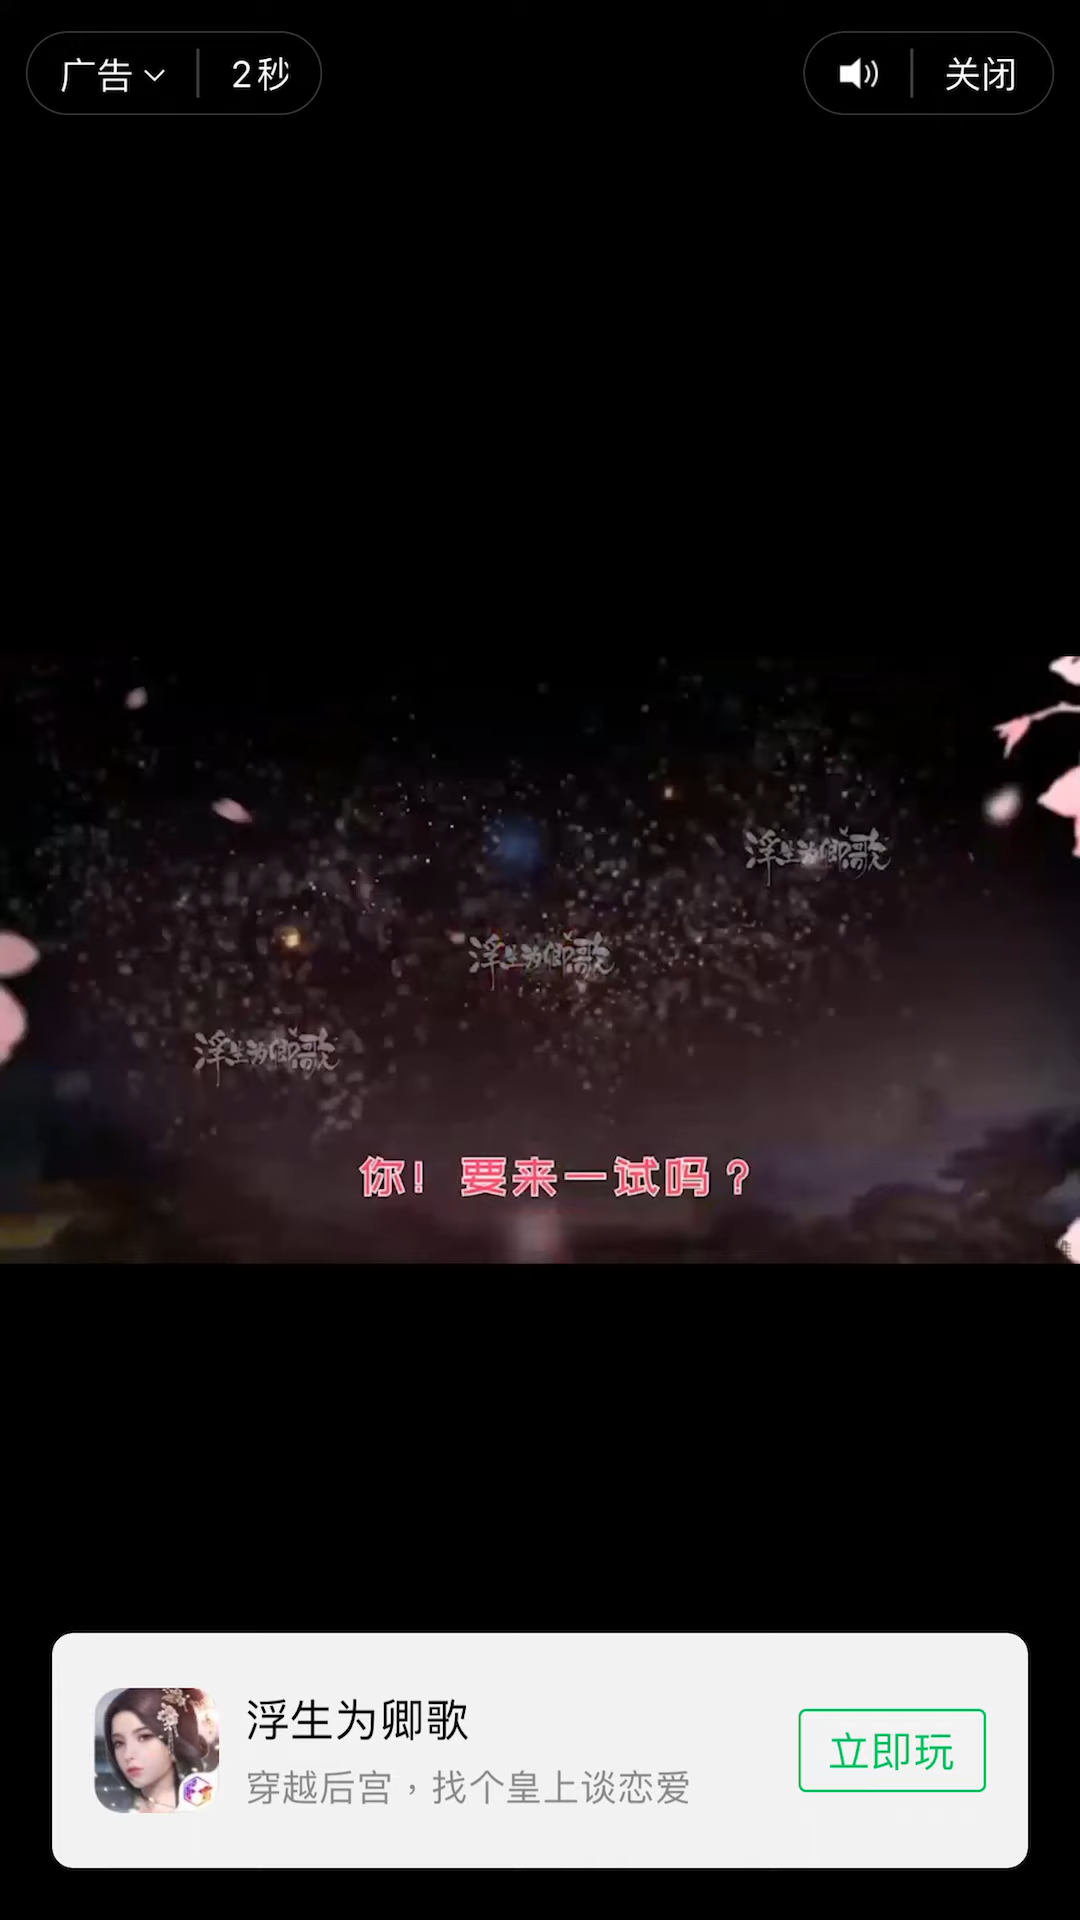 广告 2秒 关闭
浮生为卿歌
浮生为卿歌
浮生为卿歌
你！要来一试吗？
浮生为卿歌
穿越后宫，找个皇上谈恋爱
立即玩